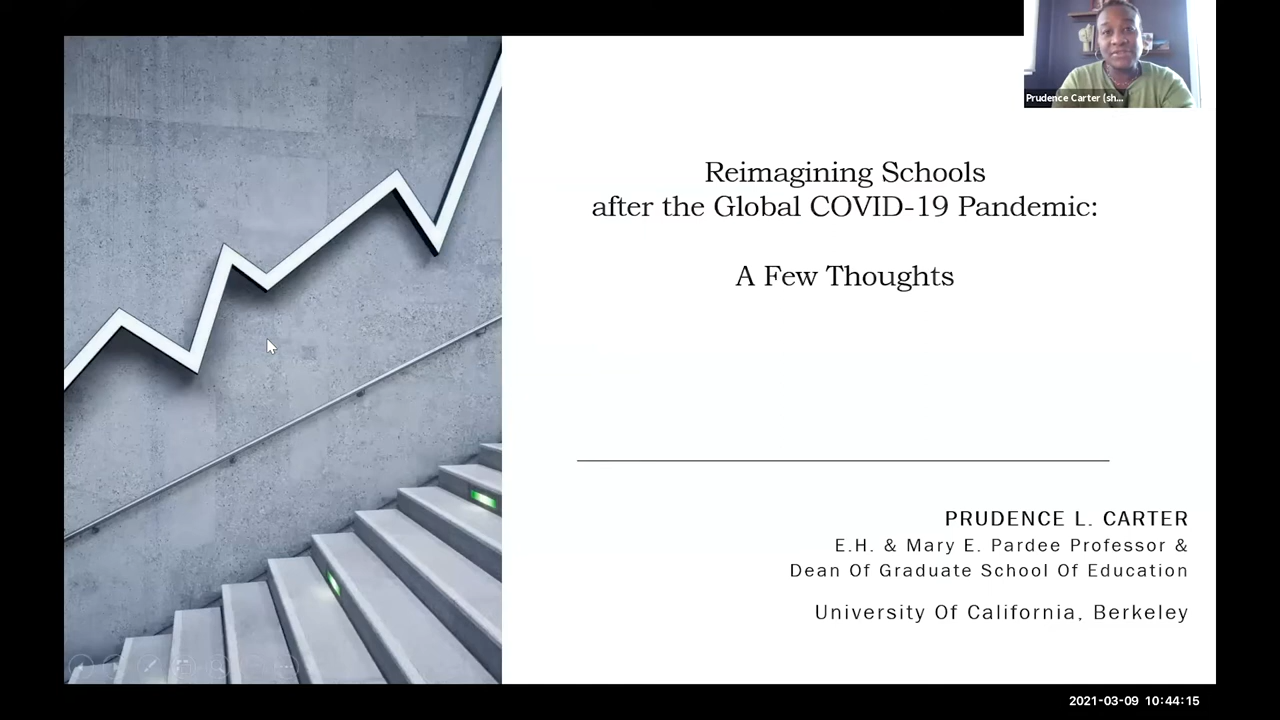 Prudence Carter (sh...
Reimagining Schools
after the Global COVID-19 Pandemic:
A Few Thoughts
PRUDENCE L. CARTER
E.H. & Mary E. Pardee Professor &
Dean Of Graduate School Of Education
University Of California, Berkeley
2021-03-09 10:44:15